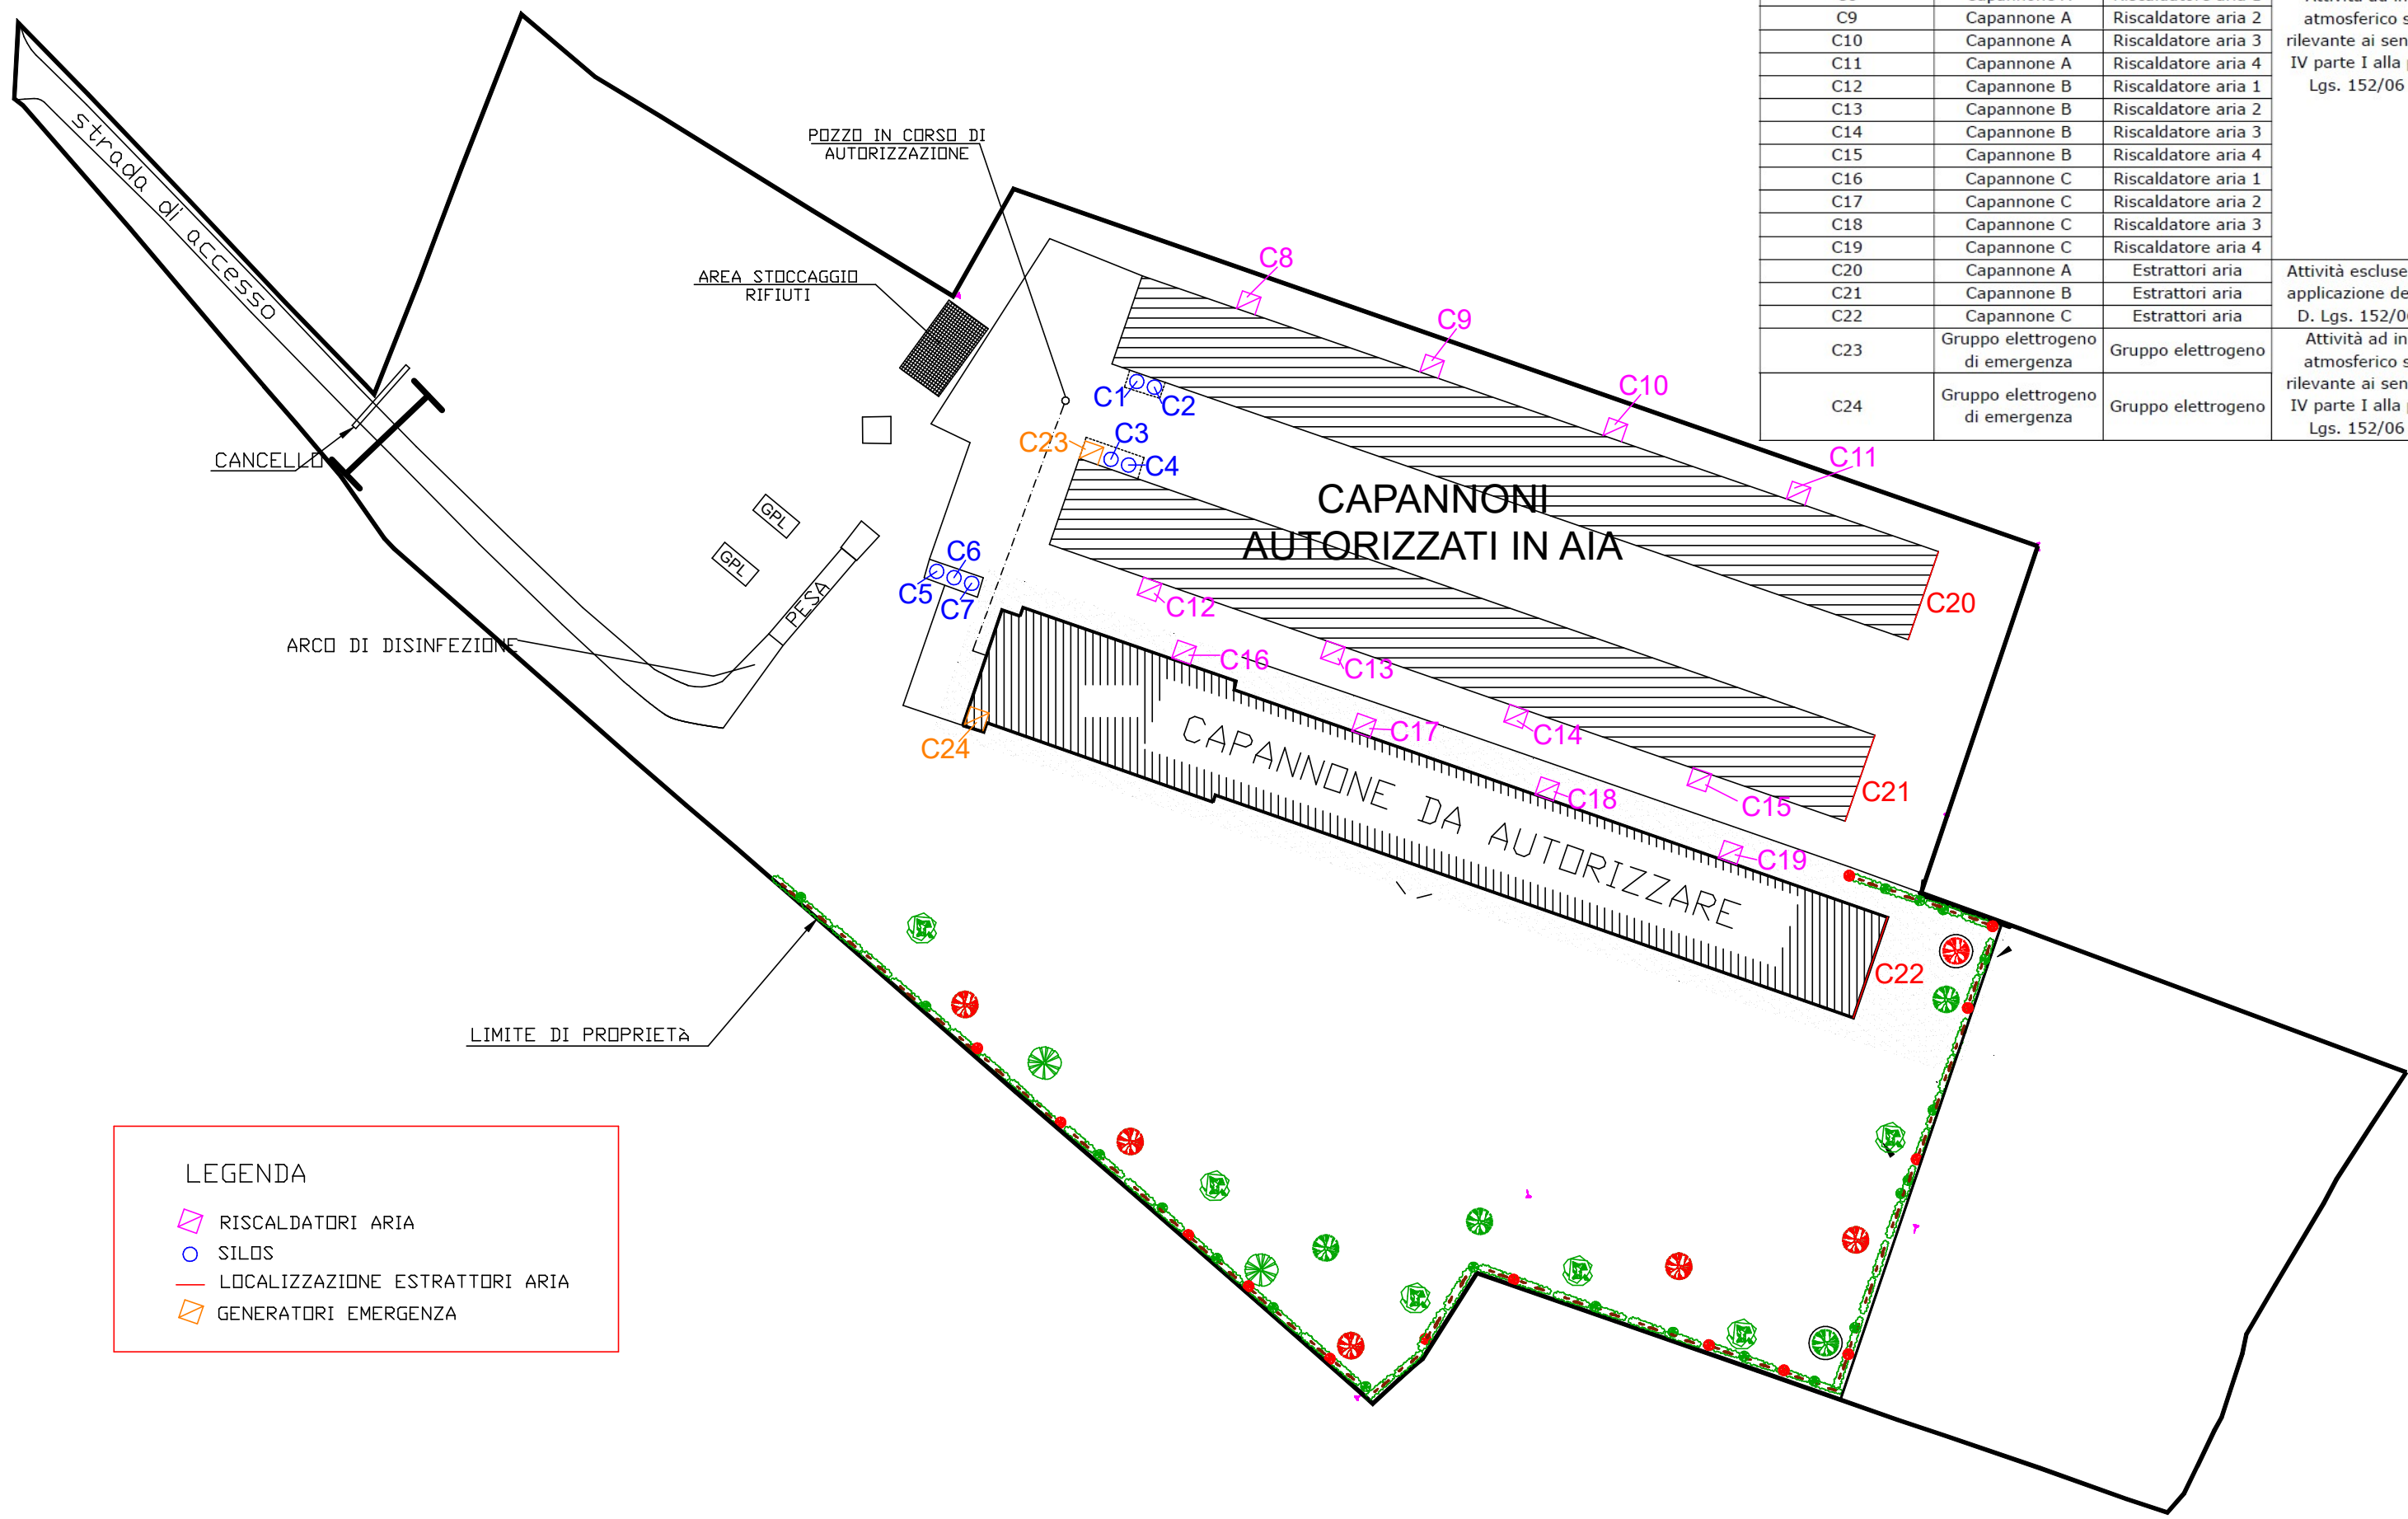 C9 Capannone A Riscaldatore aria 2 atmosferico s
C10 Capannone A Riscaldatore aria 3 rilevante ai sen
C11 Capannone A Riscaldatore aria 4 IV parte I alla
C12 Capannone B Riscaldatore aria 1 Lgs. 152/06
C13 Capannone B Riscaldatore aria 2
C14 Capannone B Riscaldatore aria 3
C15 Capannone B Riscaldatore aria 4
C16 Capannone C Riscaldatore aria 1
C17 Capannone C Riscaldatore aria 2
C18 Capannone C Riscaldatore aria 3
C19 Capannone C Riscaldatore aria 4
C20 Capannone A Estrattori aria Attività escluse
C21 Capannone B Estrattori aria applicazione de
C22 Capannone C Estrattori aria D. Lgs. 152/0
C23 Gruppo elettrogeno di emergenza Gruppo elettrogeno Attività ad in
atmosferico s
rilevante ai sen
C24 Gruppo elettrogeno di emergenza Gruppo elettrogeno IV parte I alla
Lgs. 152/06
strada di accesso
POZZO IN CORSO DI
AUTORIZZAZIONE
AREA STOCCAGGIO
RIFIUTI
CANCELLO
C8
C9
C10
C11
C1
C2
C23
C3
C4
CAPANNONI
AUTORIZZATI IN AIA
GPL
GPL
PESA
C6
C5
C7
C12
C20
ARCO DI DISINFEZIONE
C16
C13
C17
C14
C24
C18
C15
C21
CAPANNONE DA AUTORIZZARE
C19
C22
LIMITE DI PROPRIETà
LEGENDA
RISCALDATORI ARIA
SILOS
LOCALIZZAZIONE ESTRATTORI ARIA
GENERATORI EMERGENZA